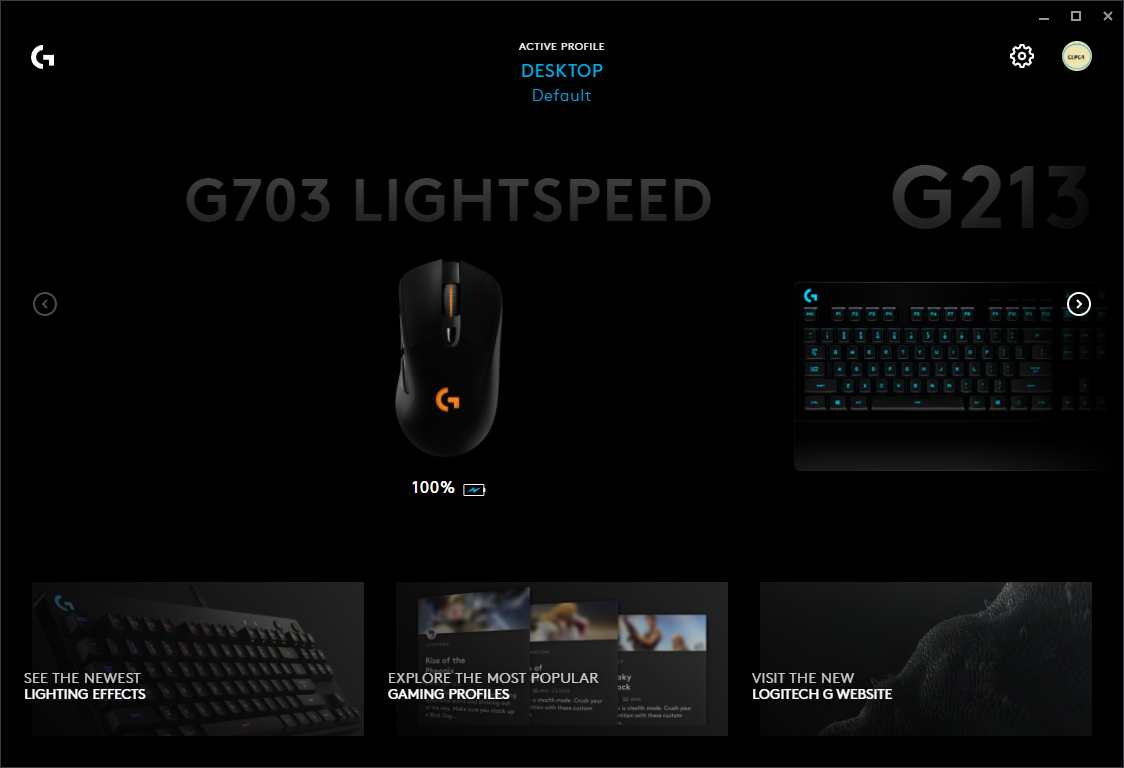 ACTIVE PROFILE
DESKTOP
Default
G703 LIGHTSPEED
G213
100%
SEE THE NEWEST
LIGHTING EFFECTS
Rise of the
EXPLORE THE MOST POPULAR
GAMING PROFILES
VISIT THE NEW
LOGITECH G WEBSITE